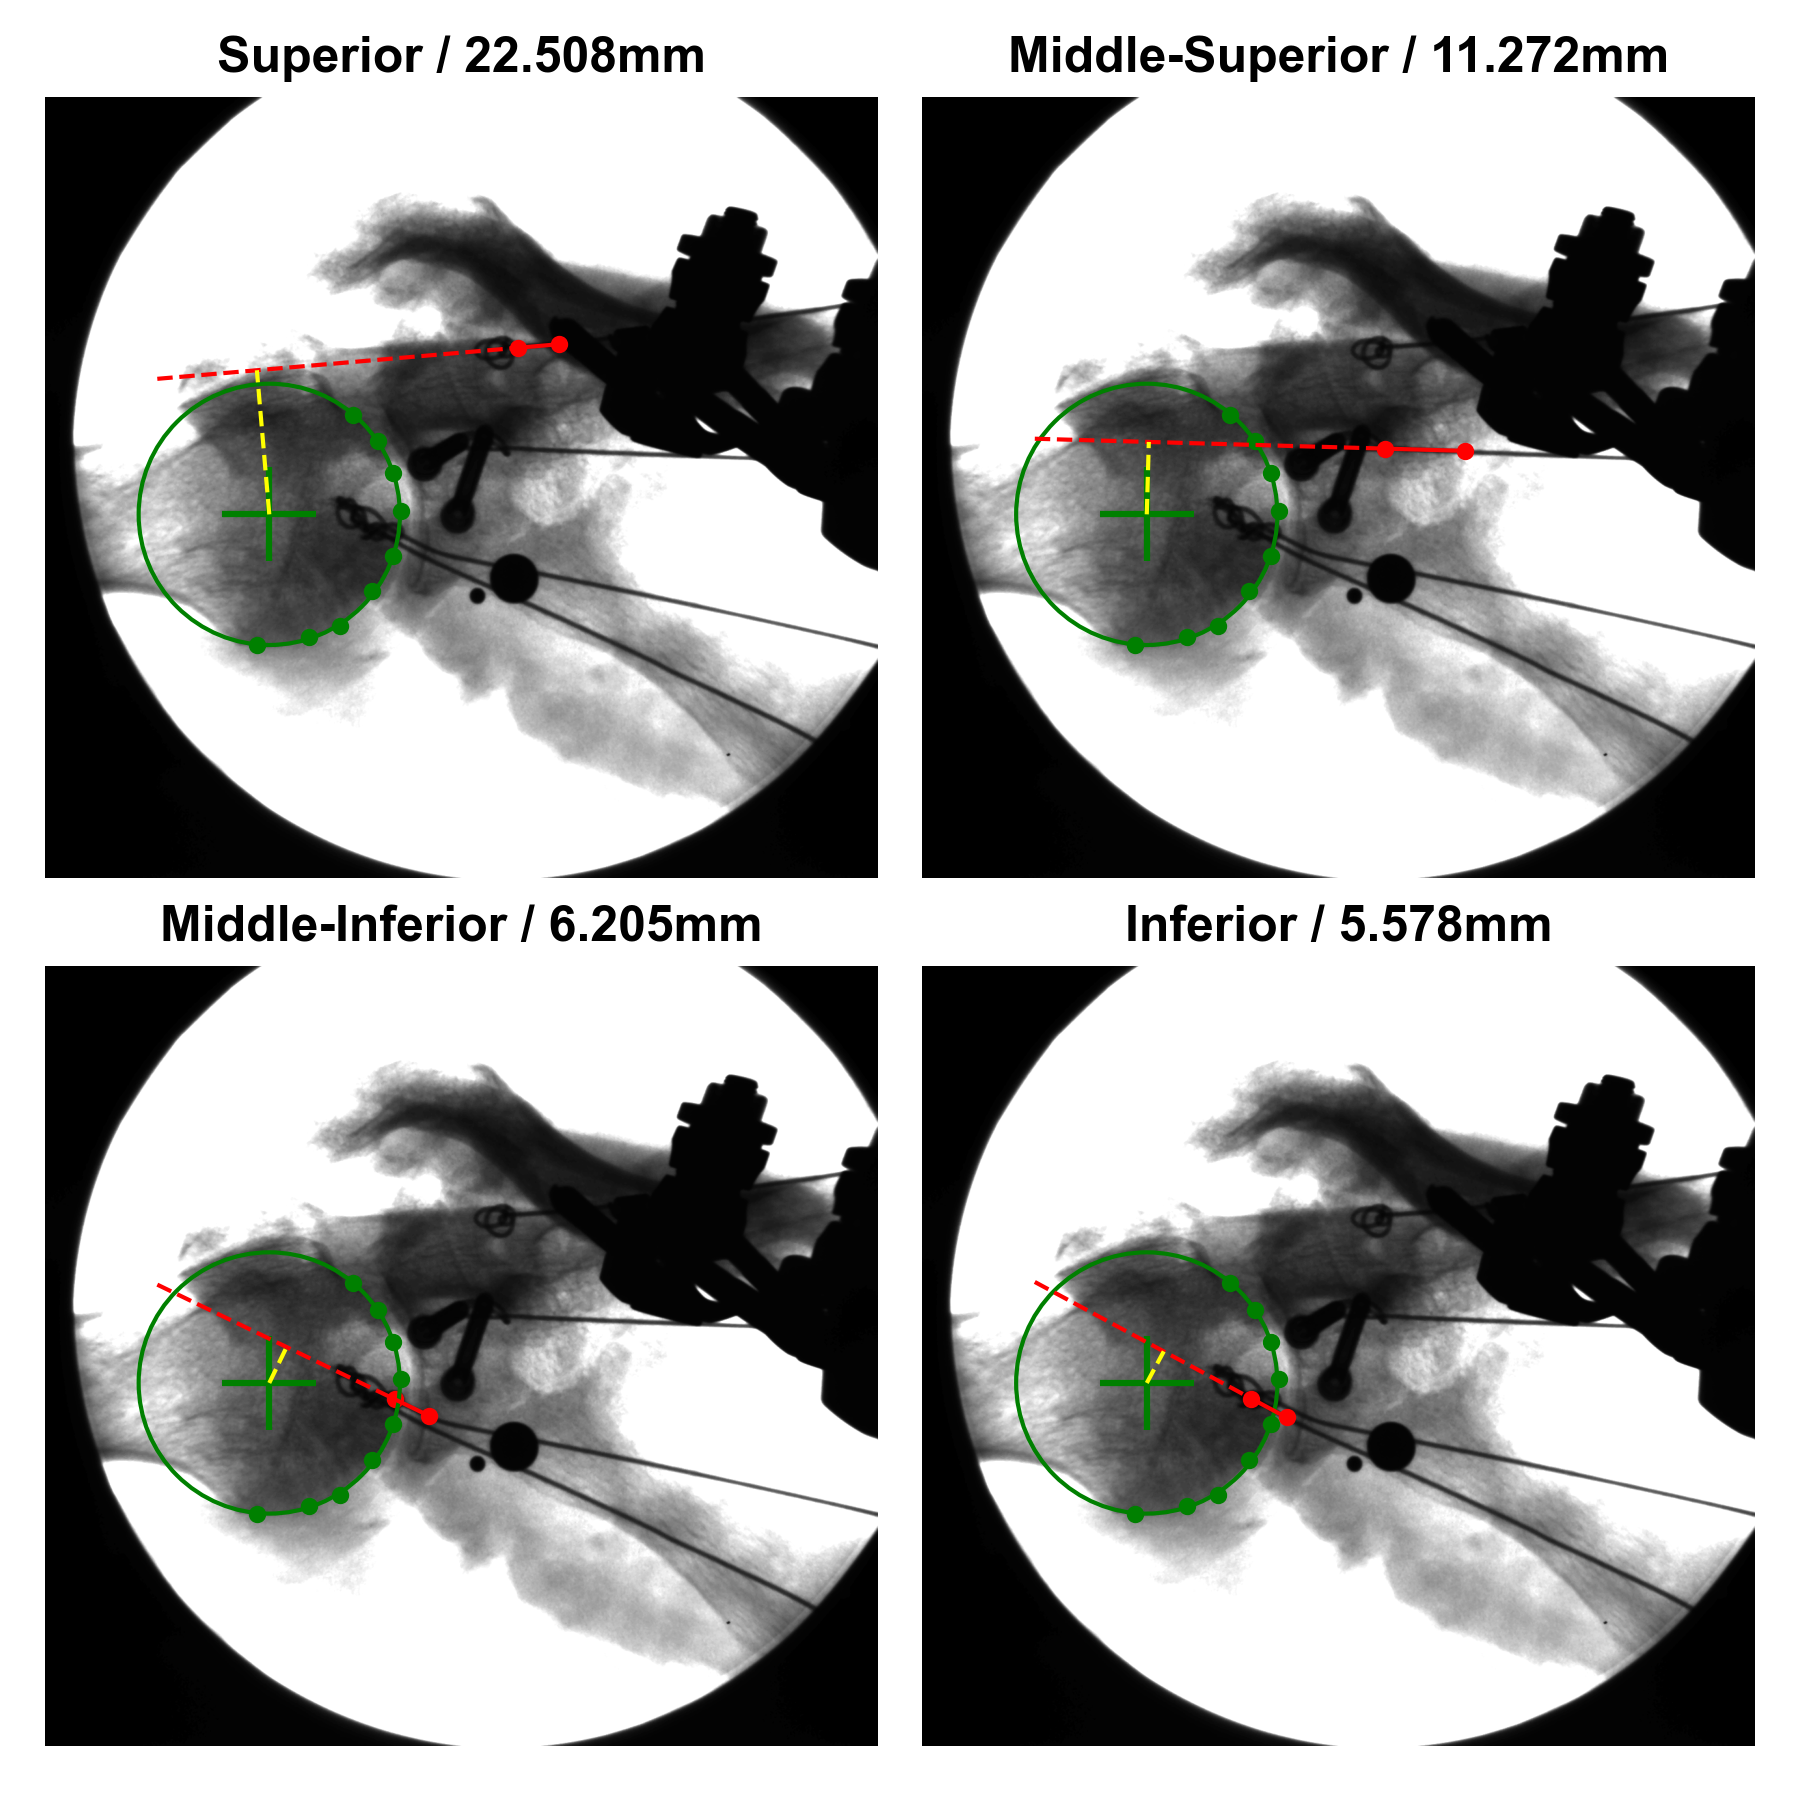 Superior / 22.508mm
Middle-Superior / 11.272mm
Middle-Inferior / 6.205mm
Inferior / 5.578mm